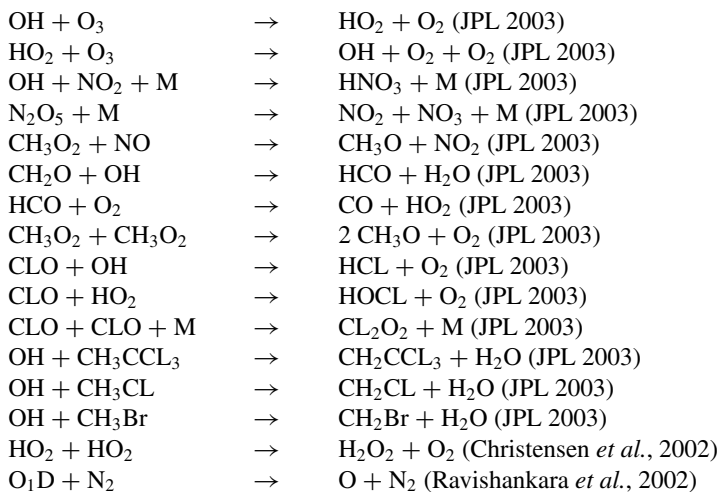 OH + O₃ → HO₂ + O₂ (JPL 2003)
HO₂ + O₃ → OH + O₂ + O₂ (JPL 2003)
OH + NO₂ + M → HNO₃ + M (JPL 2003)
N₂O₅ + M → NO₂ + NO₃ + M (JPL 2003)
CH₃O₂ + NO → CH₃O + NO₂ (JPL 2003)
CH₂O + OH → HCO + H₂O (JPL 2003)
HCO + O₂ → CO + HO₂ (JPL 2003)
CH₃O₂ + CH₃O₂ → 2 CH₃O + O₂ (JPL 2003)
CLO + OH → HCL + O₂ (JPL 2003)
CLO + HO₂ → HOCL + O₂ (JPL 2003)
CLO + CLO + M → CL₂O₂ + M (JPL 2003)
OH + CH₃CCL₃ → CH₂CCL₃ + H₂O (JPL 2003)
OH + CH₃CL → CH₂CL + H₂O (JPL 2003)
OH + CH₃Br → CH₂Br + H₂O (JPL 2003)
HO₂ + HO₂ → H₂O₂ + O₂ (Christensen et al., 2002)
O₁D + N₂ → O + N₂ (Ravishankara et al., 2002)